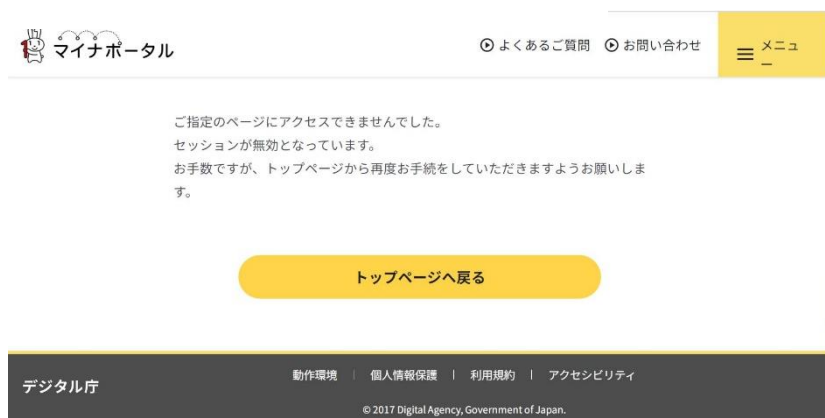 マイナポータル
よくあるご質問 お問い合わせ
メニュ
ー
ご指定のページにアクセスできませんでした。
セッションが無効となっています。
お手数ですが、トップページから再度お手続をしていただきますようお願いしま
す。
トップページへ戻る
デジタル庁
動作環境 | 個人情報保護 | 利用規約 | アクセシビリティ
© 2017 Digital Agency, Government of Japan.